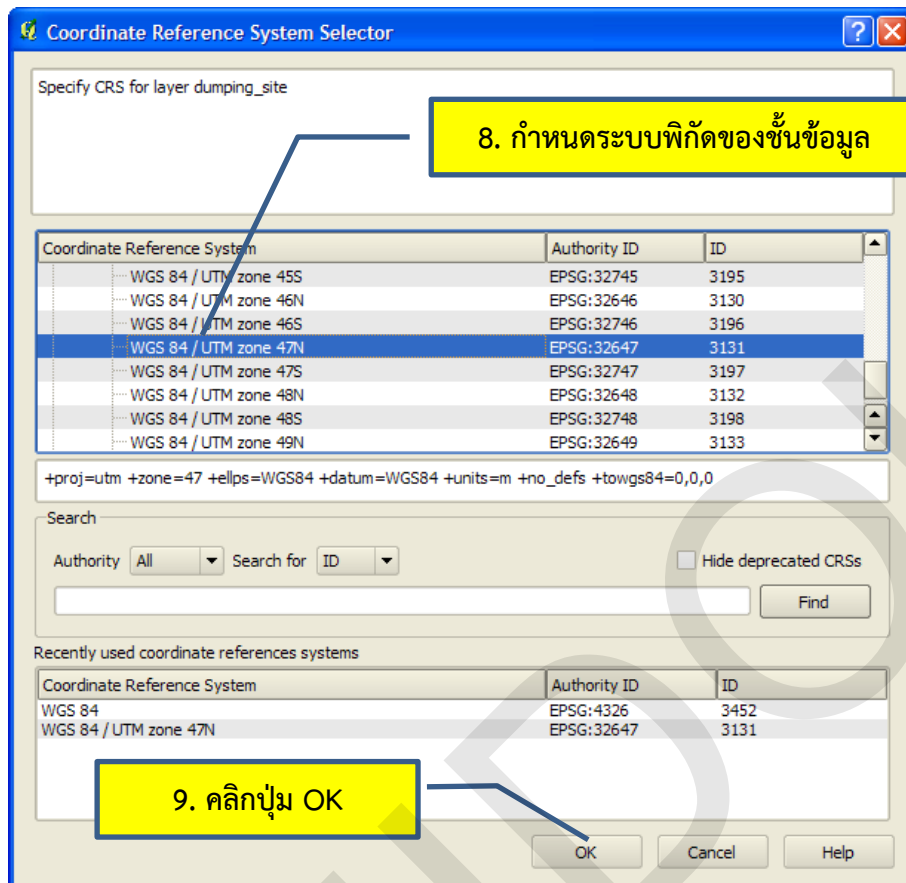 Coordinate Reference System Selector
Specify CRS for layer dumping_site
8. กำหนดระบบพิกัดของชั้นข้อมูล
Coordinate Reference System Authority ID ID
WGS 84 / UTM zone 45S EPSG:32745 3195
WGS 84 / UTM zone 46N EPSG:32646 3130
WGS 84 / UTM zone 46S EPSG:32746 3196
WGS 84 / UTM zone 47N EPSG:32647 3131
WGS 84 / UTM zone 47S EPSG:32747 3197
WGS 84 / UTM zone 48N EPSG:32648 3132
WGS 84 / UTM zone 48S EPSG:32748 3198
WGS 84 / UTM zone 49N EPSG:32649 3133
+proj=utm +zone=47 +ellps=WGS84 +datum=WGS84 +units=m +no_defs +towgs84=0,0,0
Search
Authority All Search for ID Hide deprecated CRSs
Find
Recently used coordinate references systems
Coordinate Reference System Authority ID ID
WGS 84 EPSG:4326 3452
WGS 84 / UTM zone 47N EPSG:32647 3131
9. คลิกปุ่ม OK
OK Cancel Help